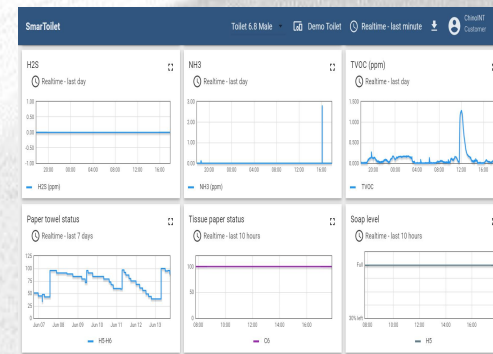 SmarToilet Toilet 6.8 Male Demo Toilet Realtime - last minute ChinoINT
Customer
H2S
Realtime - last day
1.00
0.50
0.00
-0.50
-1.00
20:00 00:00 04:00 08:00 12:00 16:00
H2S (ppm)
NH3
Realtime - last day
3.00
2.00
1.00
0.00
20:00 00:00 04:00 08:00 12:00 16:00
NH3 (ppm)
TVOC (ppm)
Realtime - last day
1.500
1.000
0.500
0.000
20:00 00:00 04:00 08:00 12:00 16:00
TVOC
Paper towel status
Realtime - last 7 days
125
100
75
50
25
0
Jun 07 Jun 08 Jun 09 Jun 10 Jun 11 Jun 12 Jun 13
H5-H6
Tissue paper status
Realtime - last 10 hours
100
50
0
08:00 10:00 12:00 14:00 16:00
C6
Soap level
Realtime - last 10 hours
Full
30% left
08:00 10:00 12:00 14:00 16:00
H5